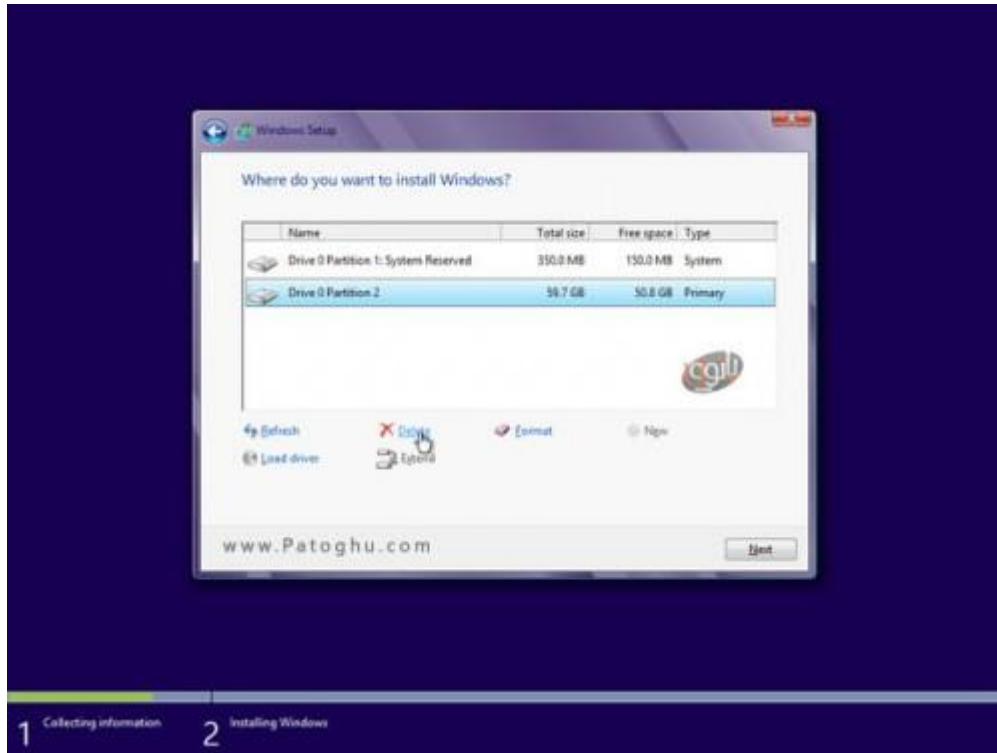 Windows Setup
Where do you want to install Windows?
Name Total size Free space Type
Drive 0 Partition 1: System Reserved 350.0 MB 150.0 MB System
Drive 0 Partition 2 59.7 GB 50.8 GB Primary
Refresh Delete Format New
Load driver Extend
www.Patoghu.com
Next
1 Collecting information 2 Installing Windows